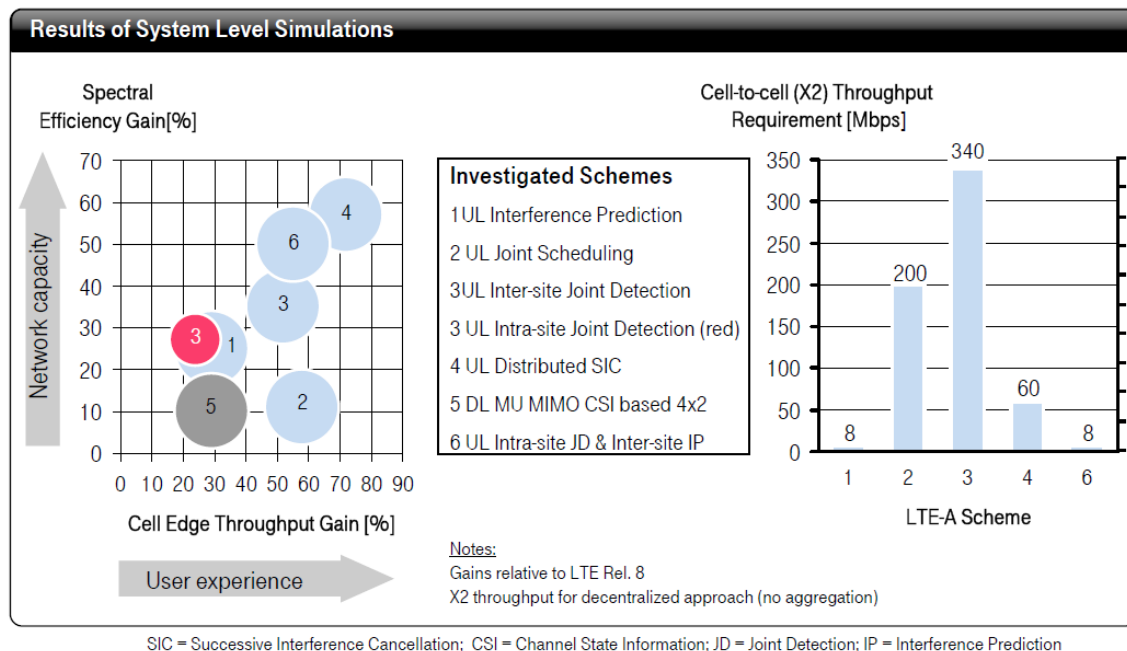 Results of System Level Simulations
Spectral
Efficiency Gain[%]
Network capacity
70
60
50
40
30
20
10
0
4
6
3
3
1
5
2
0 10 20 30 40 50 60 70 80 90
Cell Edge Throughput Gain [%]
User experience
Investigated Schemes
1UL Interference Prediction
2 UL Joint Scheduling
3UL Inter-site Joint Detection
3 UL Intra-site Joint Detection (red)
4 UL Distributed SIC
5 DL MU MIMO CSI based 4x2
6 UL Intra-site JD & Inter-site IP
Notes:
Gains relative to LTE Rel. 8
X2 throughput for decentralized approach (no aggregation)
Cell-to-cell (X2) Throughput
Requirement [Mbps]
350
300
250
200
150
100
50
0
8
200
340
60
8
1 2 3 4 6
LTE-A Scheme
SIC = Successive Interference Cancellation; CSI = Channel State Information; JD = Joint Detection; IP = Interference Prediction